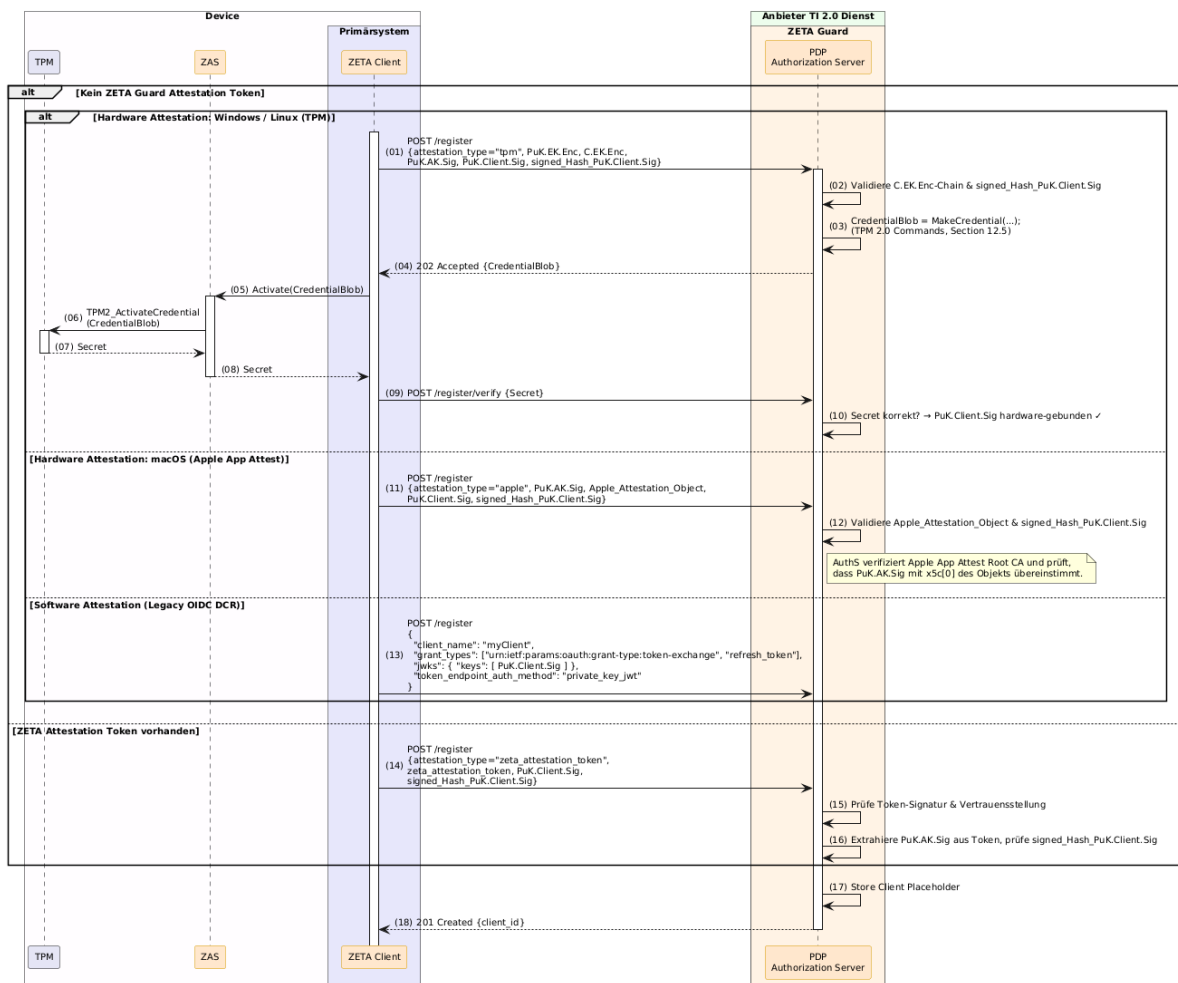 Device
Anbieter TI 2.0 Dienst
Primärsystem
ZETA Guard
TPM
ZAS
ZETA Client
PDP
Authorization Server
alt
[Kein ZETA Guard Attestation Token]
alt
[Hardware Attestation: Windows / Linux (TPM)]
POST /register
(01) {attestation_type="tpm", PuK.EK.Enc, C.EK.Enc,
PuK.AK.Sig, PuK.Client.Sig, signed_Hash_PuK.Client.Sig}
(02) Validiere C.EK.Enc-Chain & signed_Hash_PuK.Client.Sig
(03) CredentialBlob = MakeCredential(...);
(TPM 2.0 Commands, Section 12.5)
(04) 202 Accepted {CredentialBlob}
(05) Activate(CredentialBlob)
(06) TPM2_ActivateCredential
(CredentialBlob)
(07) Secret
(08) Secret
(09) POST /register/verify {Secret}
(10) Secret korrekt? → PuK.Client.Sig hardware-gebunden ✓
[Hardware Attestation: macOS (Apple App Attest)]
POST /register
(11) {attestation_type="apple", PuK.AK.Sig, Apple_Attestation_Object,
PuK.Client.Sig, signed_Hash_PuK.Client.Sig}
(12) Validiere Apple_Attestation_Object & signed_Hash_PuK.Client.Sig
AuthS verifiziert Apple App Attest Root CA und prüft,
dass PuK.AK.Sig mit x5c[0] des Objekts übereinstimmt.
[Software Attestation (Legacy OIDC DCR)]
POST /register
{
"client_name": "myClient",
(13) "grant_types": ["urn:ietf:params:oauth:grant-type:token-exchange", "refresh_token"],
"jwks": { "keys": [ PuK.Client.Sig ] },
"token_endpoint_auth_method": "private_key_jwt"
}
[ZETA Attestation Token vorhanden]
POST /register
{attestation_type="zeta_attestation_token",
(14) zeta_attestation_token, PuK.Client.Sig,
signed_Hash_PuK.Client.Sig}
(15) Prüfe Token-Signatur & Vertrauensstellung
(16) Extrahiere PuK.AK.Sig aus Token, prüfe signed_Hash_PuK.Client.Sig
(17) Store Client Placeholder
(18) 201 Created {client_id}
TPM
ZAS
ZETA Client
PDP
Authorization Server